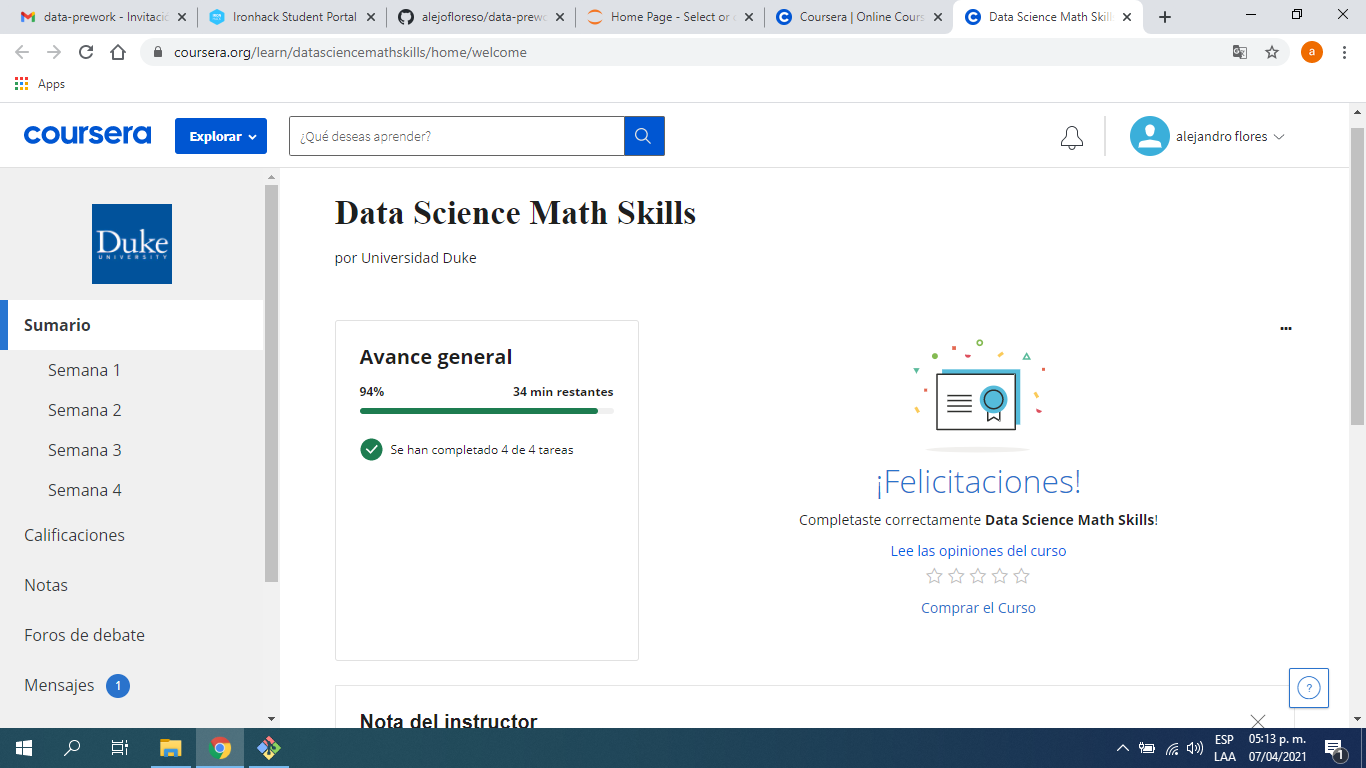 data-prework - Invitació
Ironhack Student Portal
alejofloreso/data-prewo
Home Page - Select or c
Coursera | Online Cours
Data Science Math Skills
coursera.org/learn/datasciencemathskills/home/welcome
a
Apps
coursera
Explorar
¿Qué deseas aprender?
alejandro flores
Duke
UNIVERSITY
Data Science Math Skills
por Universidad Duke
Sumario
Semana 1
Semana 2
Semana 3
Semana 4
Calificaciones
Notas
Foros de debate
Mensajes 1
Avance general
94% 34 min restantes
Se han completado 4 de 4 tareas
...
¡Felicitaciones!
Completaste correctamente Data Science Math Skills!
Lee las opiniones del curso
Comprar el Curso
?
Nota del instructor
ESP
LAA
05:13 p. m.
07/04/2021
1